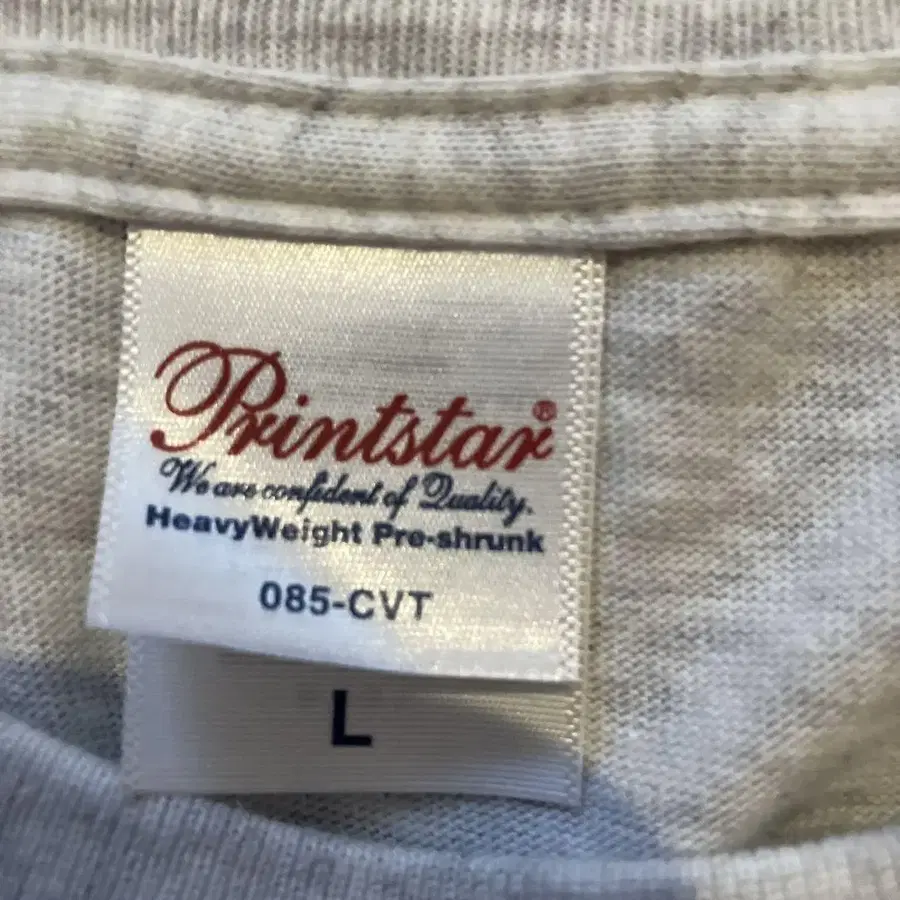 Printstar®
We are confident of Quality.
HeavyWeight Pre-shrunk
085-CVT
L